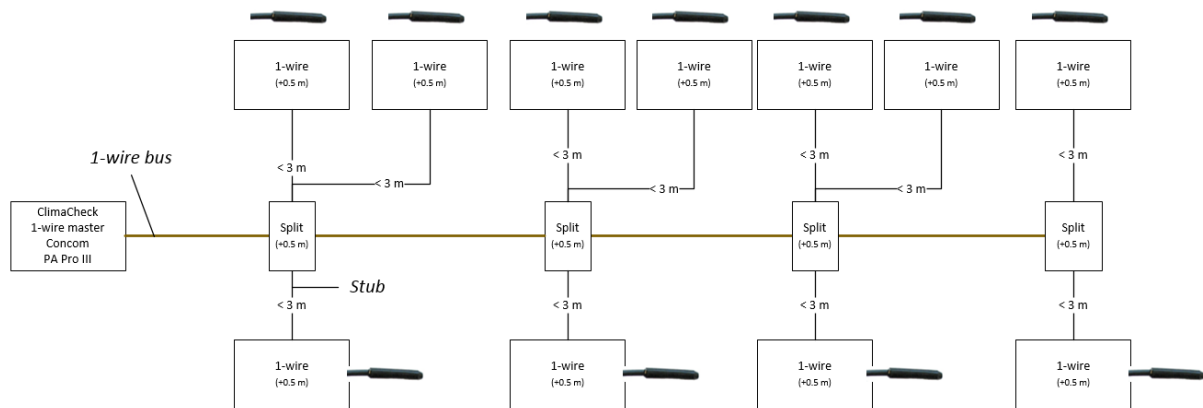 1-wire
(+0.5 m)
1-wire
(+0.5 m)
1-wire
(+0.5 m)
1-wire
(+0.5 m)
1-wire
(+0.5 m)
1-wire
(+0.5 m)
1-wire
(+0.5 m)
1-wire bus
< 3 m
< 3 m
< 3 m
< 3 m
< 3 m
< 3 m
< 3 m
ClimaCheck
1-wire master
Concom
PA Pro III
Split
(+0.5 m)
Split
(+0.5 m)
Split
(+0.5 m)
Split
(+0.5 m)
Stub
< 3 m
< 3 m
< 3 m
< 3 m
1-wire
(+0.5 m)
1-wire
(+0.5 m)
1-wire
(+0.5 m)
1-wire
(+0.5 m)